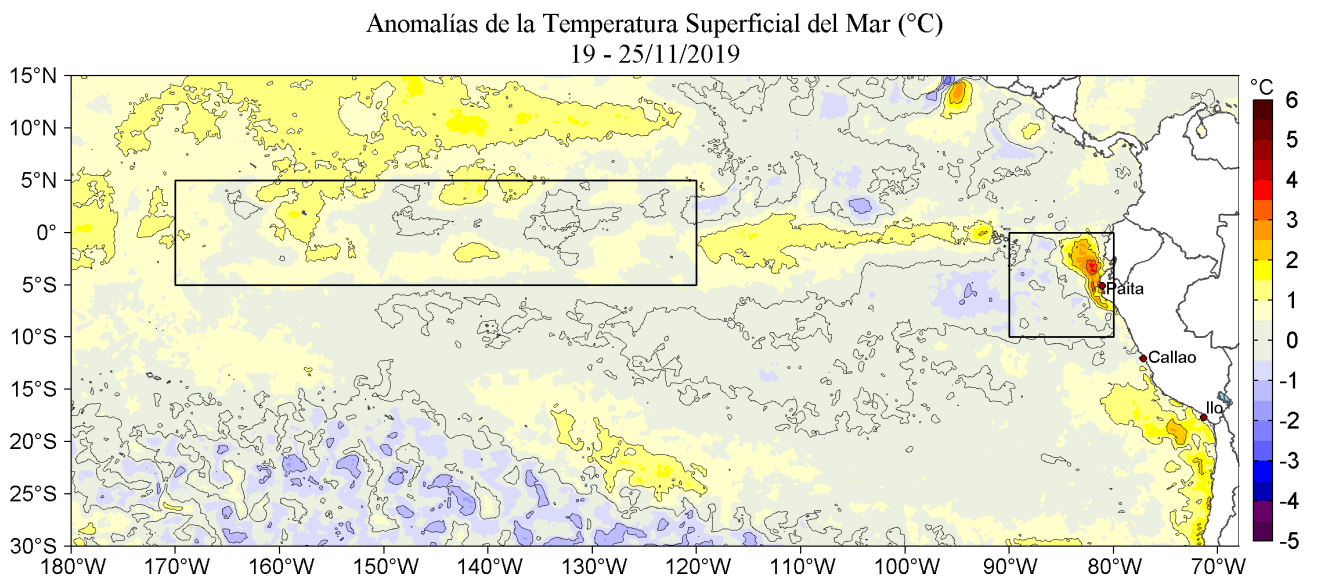 Anomalías de la Temperatura Superficial del Mar (°C)
19 - 25/11/2019
°C
15°N
10°N
5°N
0°
5°S
10°S
15°S
20°S
25°S
30°S
180°W
170°W
160°W
150°W
140°W
130°W
120°W
110°W
100°W
90°W
80°W
70°W
Paita
Callao
Ilo
6
5
4
3
2
1
0
-1
-2
-3
-4
-5